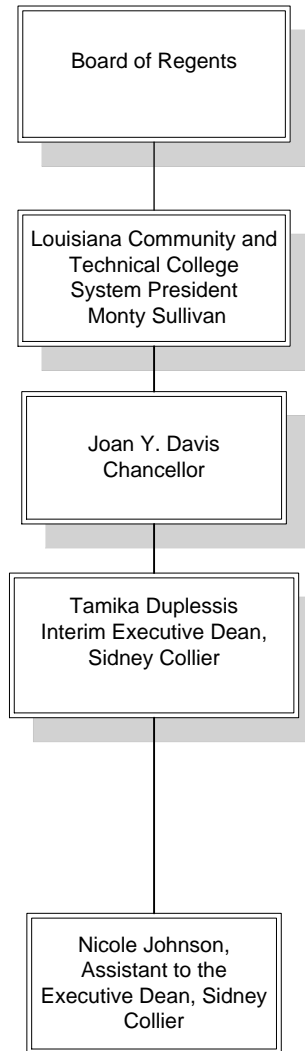 Board of Regents
Louisiana Community and
Technical College
System President
Monty Sullivan
Joan Y. Davis
Chancellor
Tamika Duplessis
Interim Executive Dean,
Sidney Collier
Nicole Johnson,
Assistant to the
Executive Dean, Sidney
Collier